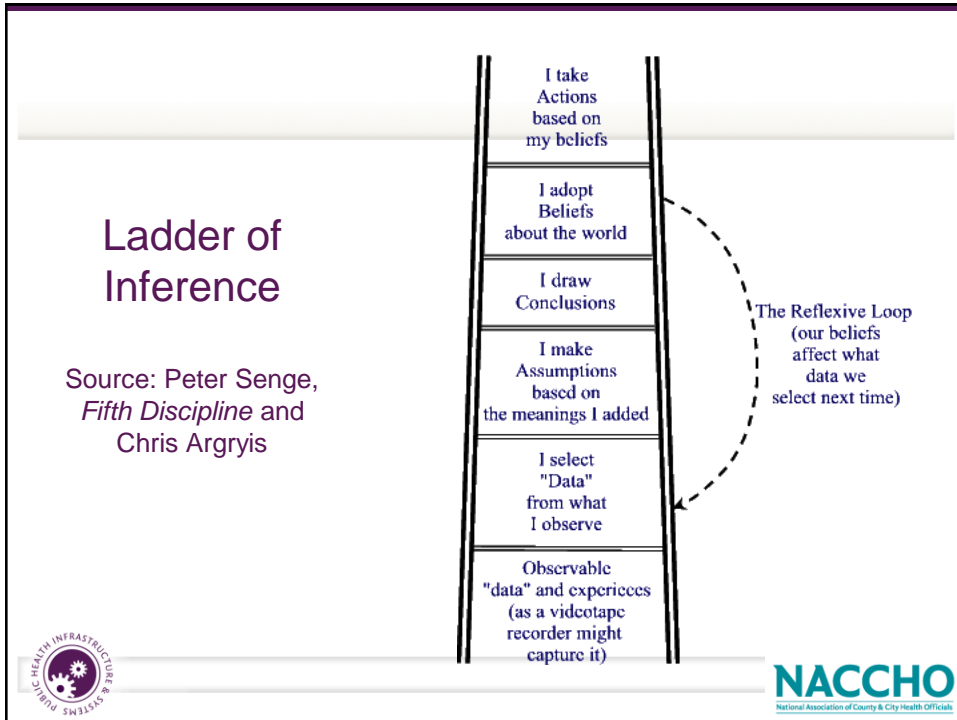 Ladder of
Inference
Source: Peter Senge,
Fifth Discipline and
Chris Argryis
I take
Actions
based on
my beliefs
I adopt
Beliefs
about the world
I draw
Conclusions
I make
Assumptions
based on
the meanings I added
I select
"Data"
from what
I observe
Observable
"data" and experieces
(as a videotape
recorder might
capture it)
The Reflexive Loop
(our beliefs
affect what
data we
select next time)
PUBLIC HEALTH INFRASTRUCTURE & SYSTEMS
NACCHO
National Association of County & City Health Officials